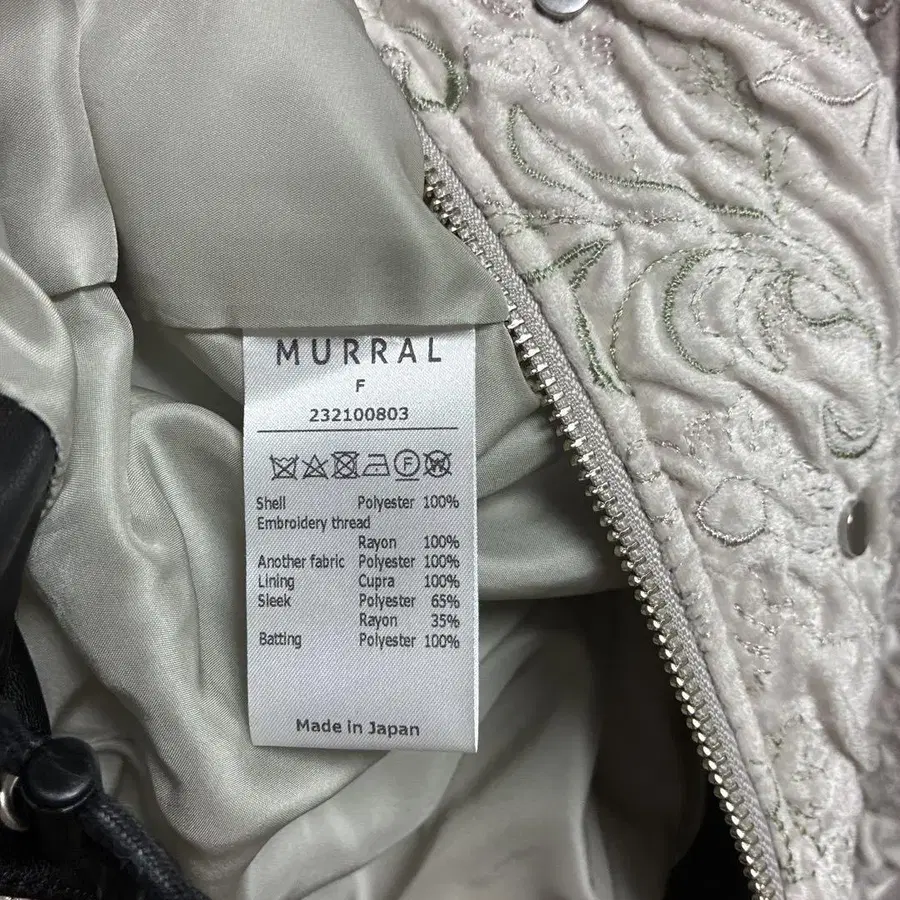 MURRAL
F
232100803
F W
Shell Polyester 100%
Embroidery thread
Rayon 100%
Another fabric Polyester 100%
Lining Cupra 100%
Sleek Polyester 65%
Rayon 35%
Batting Polyester 100%
Made in Japan